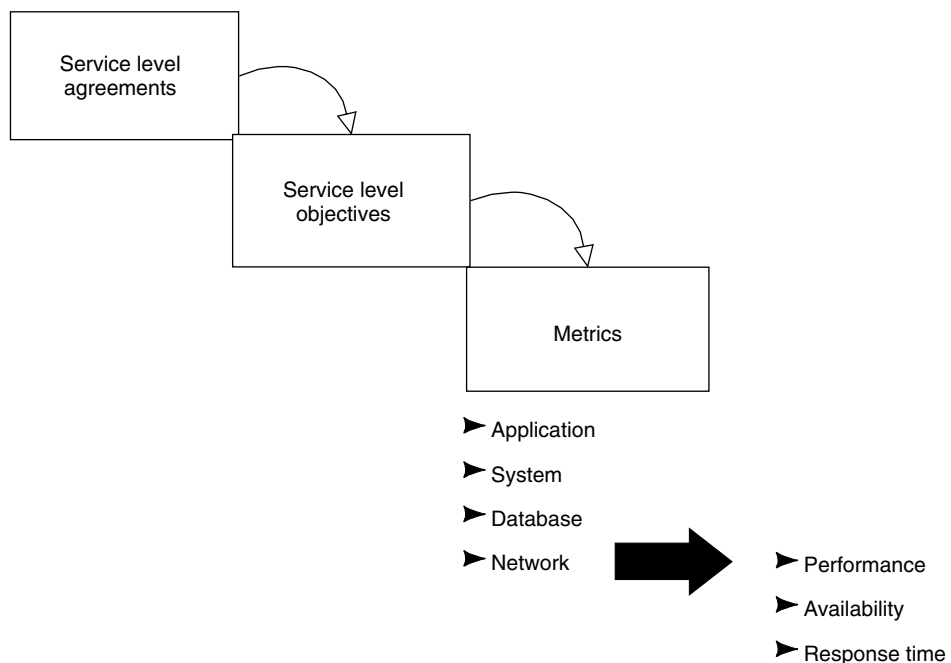 Service level
agreements
Service level
objectives
Metrics
Application
System
Database
Network
Performance
Availability
Response time